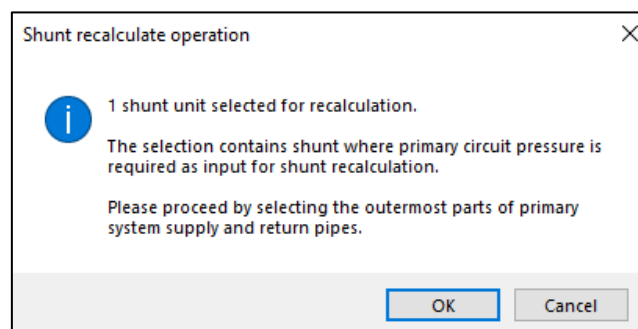 Shunt recalculate operation
1 shunt unit selected for recalculation.
The selection contains shunt where primary circuit pressure is
required as input for shunt recalculation.
Please proceed by selecting the outermost parts of primary
system supply and return pipes.
OK
Cancel